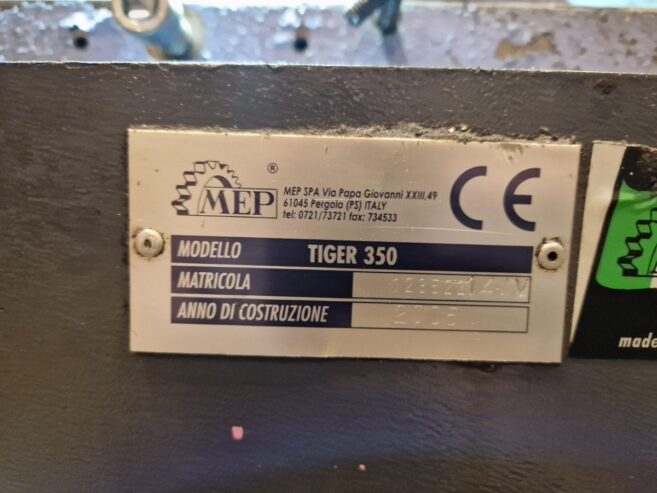 ®
MEP
MEP SPA Via Papa Giovanni XXIII,49
61045 Pergola (PS) ITALY
tel: 0721/73721 fax: 734533
CE
MODELLO TIGER 350
MATRICOLA
ANNO DI COSTRUZIONE
made